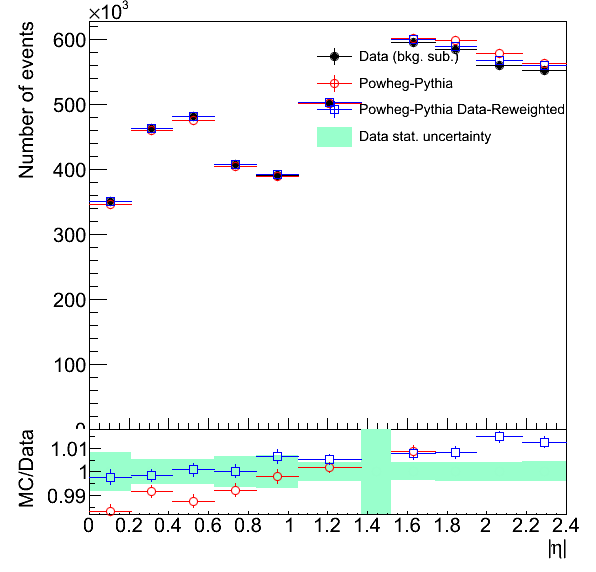 ×10³
Number of events
600
500
400
300
200
100
0
Data (bkg. sub.)
Powheg-Pythia
Powheg-Pythia Data-Reweighted
Data stat. uncertainty
MC/Data
1.01
1
0.99
0 0.2 0.4 0.6 0.8 1 1.2 1.4 1.6 1.8 2 2.2 2.4
|η|